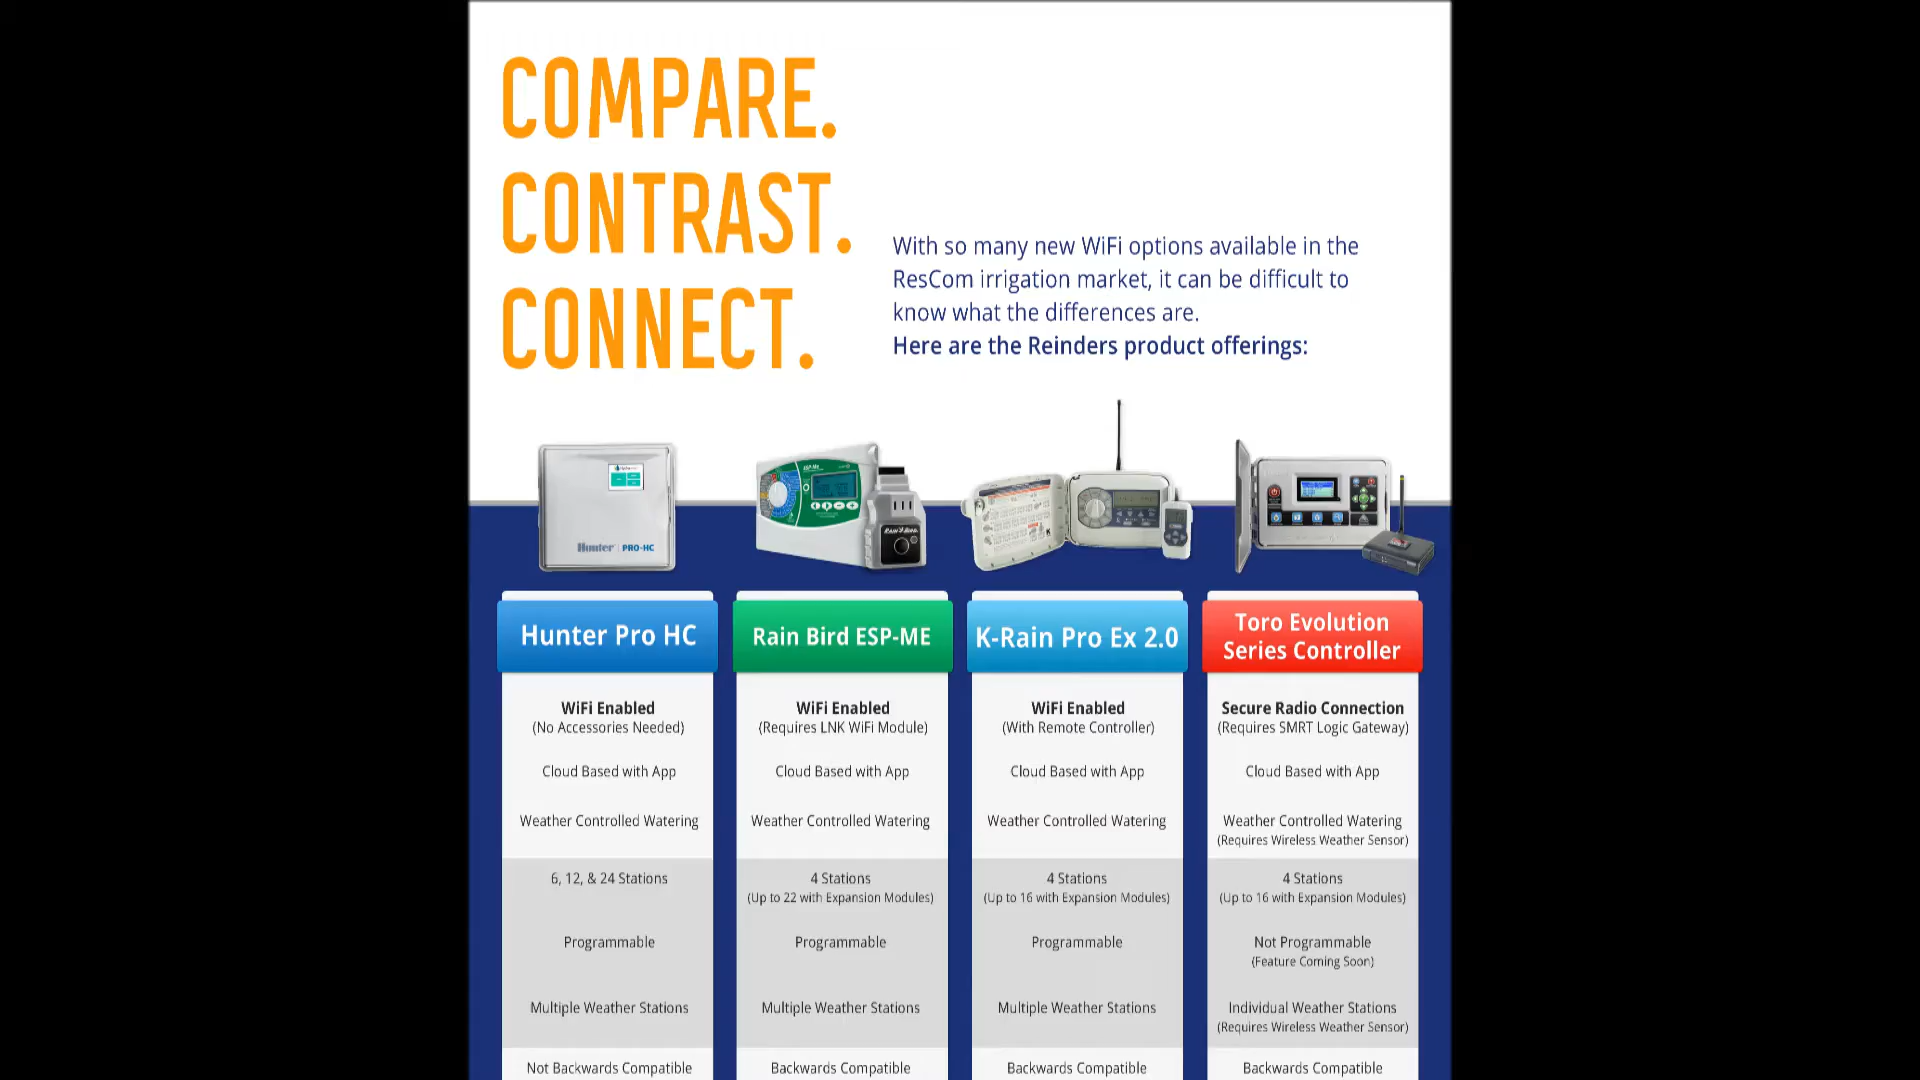 COMPARE.
CONTRAST.
CONNECT.
With so many new WiFi options available in the
ResCom irrigation market, it can be difficult to
know what the differences are.
Here are the Reinders product offerings:
Hunter | PRO-HC
ESP-Me
RAIN BIRD
Hunter Pro HC
WiFi Enabled
(No Accessories Needed)
Cloud Based with App
Weather Controlled Watering
6, 12, & 24 Stations
Programmable
Multiple Weather Stations
Not Backwards Compatible
Rain Bird ESP-ME
WiFi Enabled
(Requires LNK WiFi Module)
Cloud Based with App
Weather Controlled Watering
4 Stations
(Up to 22 with Expansion Modules)
Programmable
Multiple Weather Stations
Backwards Compatible
K-Rain Pro Ex 2.0
WiFi Enabled
(With Remote Controller)
Cloud Based with App
Weather Controlled Watering
4 Stations
(Up to 16 with Expansion Modules)
Programmable
Multiple Weather Stations
Backwards Compatible
Toro Evolution
Series Controller
Secure Radio Connection
(Requires SMRT Logic Gateway)
Cloud Based with App
Weather Controlled Watering
(Requires Wireless Weather Sensor)
4 Stations
(Up to 16 with Expansion Modules)
Not Programmable
(Feature Coming Soon)
Individual Weather Stations
(Requires Wireless Weather Sensor)
Backwards Compatible